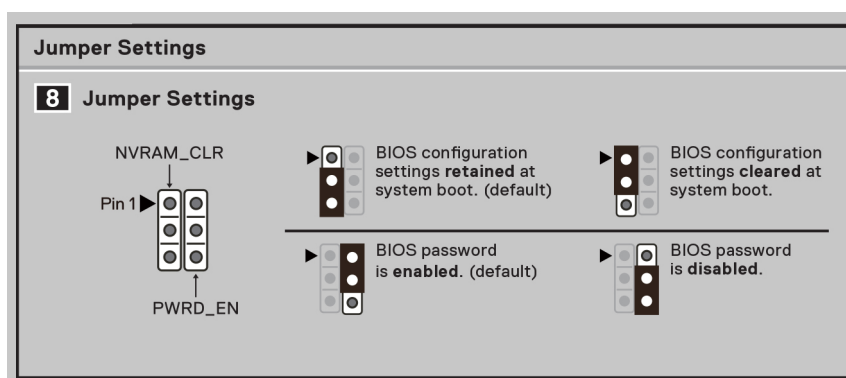 Jumper Settings
8 Jumper Settings
NVRAM_CLR
Pin 1
PWRD_EN
BIOS configuration
settings retained at
system boot. (default)
BIOS configuration
settings cleared at
system boot.
BIOS password
is enabled. (default)
BIOS password
is disabled.